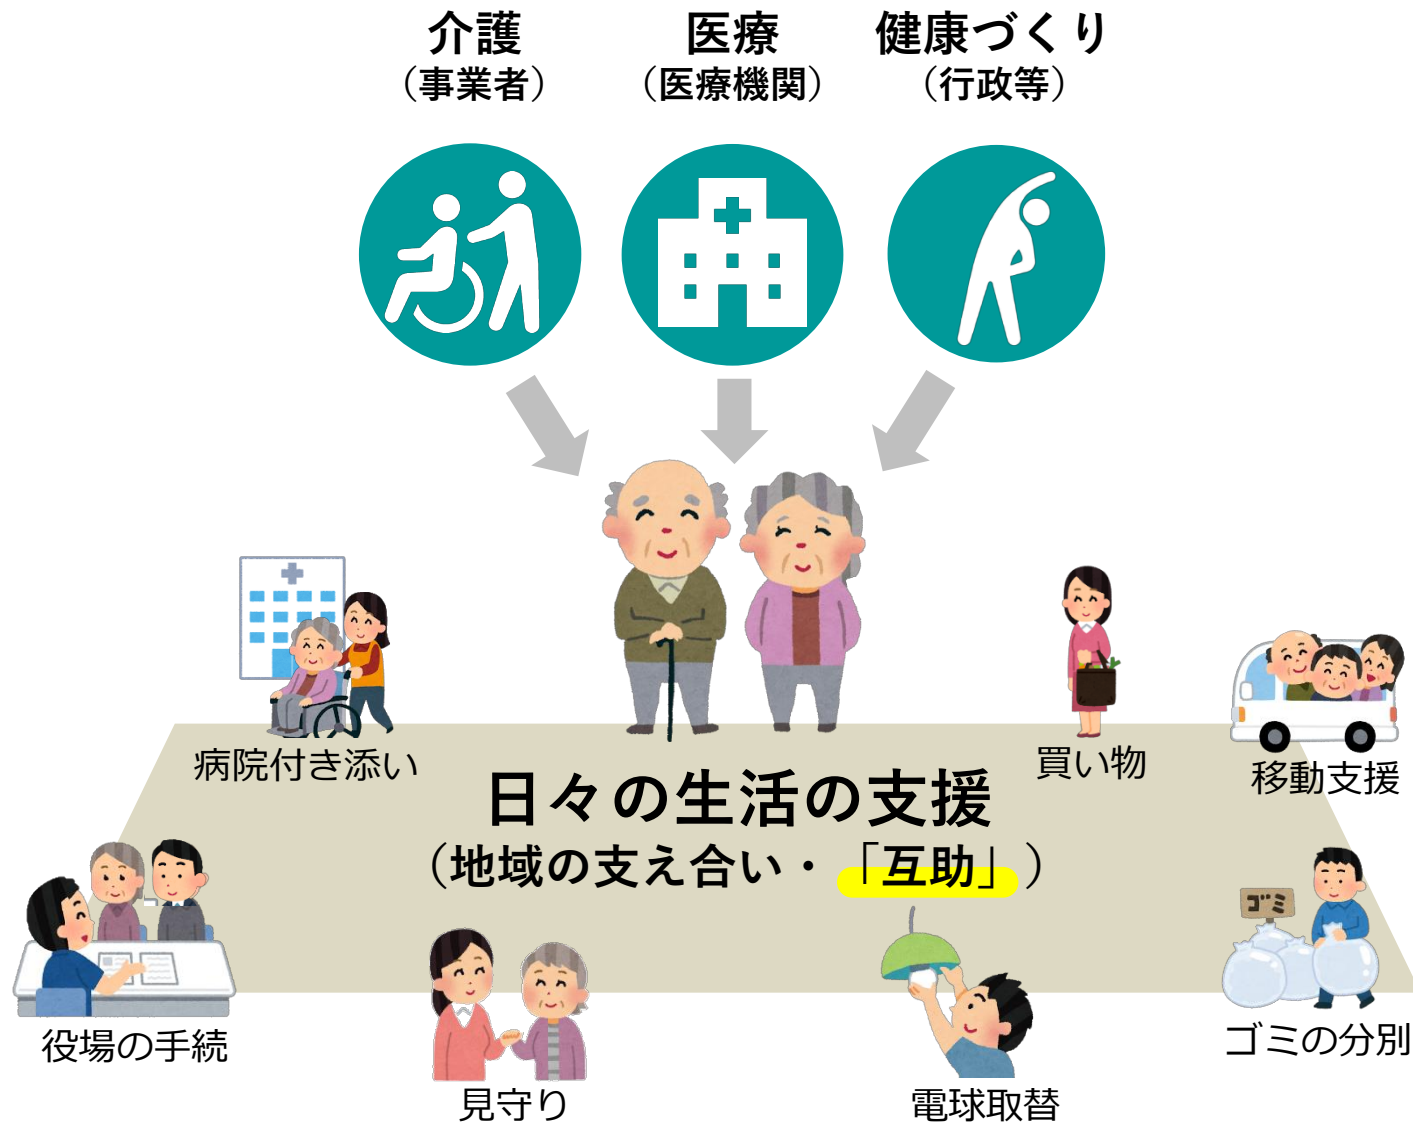 介護
（事業者）
医療
（医療機関）
健康づくり
（行政等）
病院付き添い
買い物
移動支援
日々の生活の支援
（地域の支え合い・「互助」）
ゴミ
役場の手続
ゴミの分別
見守り
電球取替